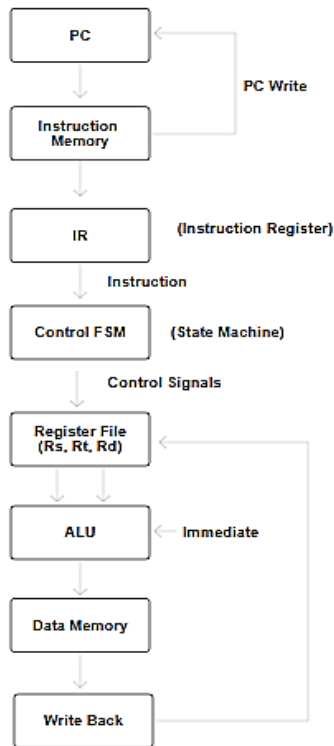 PC
PC Write
Instruction
Memory
IR
(Instruction Register)
Instruction
Control FSM
(State Machine)
Control Signals
Register File
(Rs, Rt, Rd)
ALU
Immediate
Data Memory
Write Back